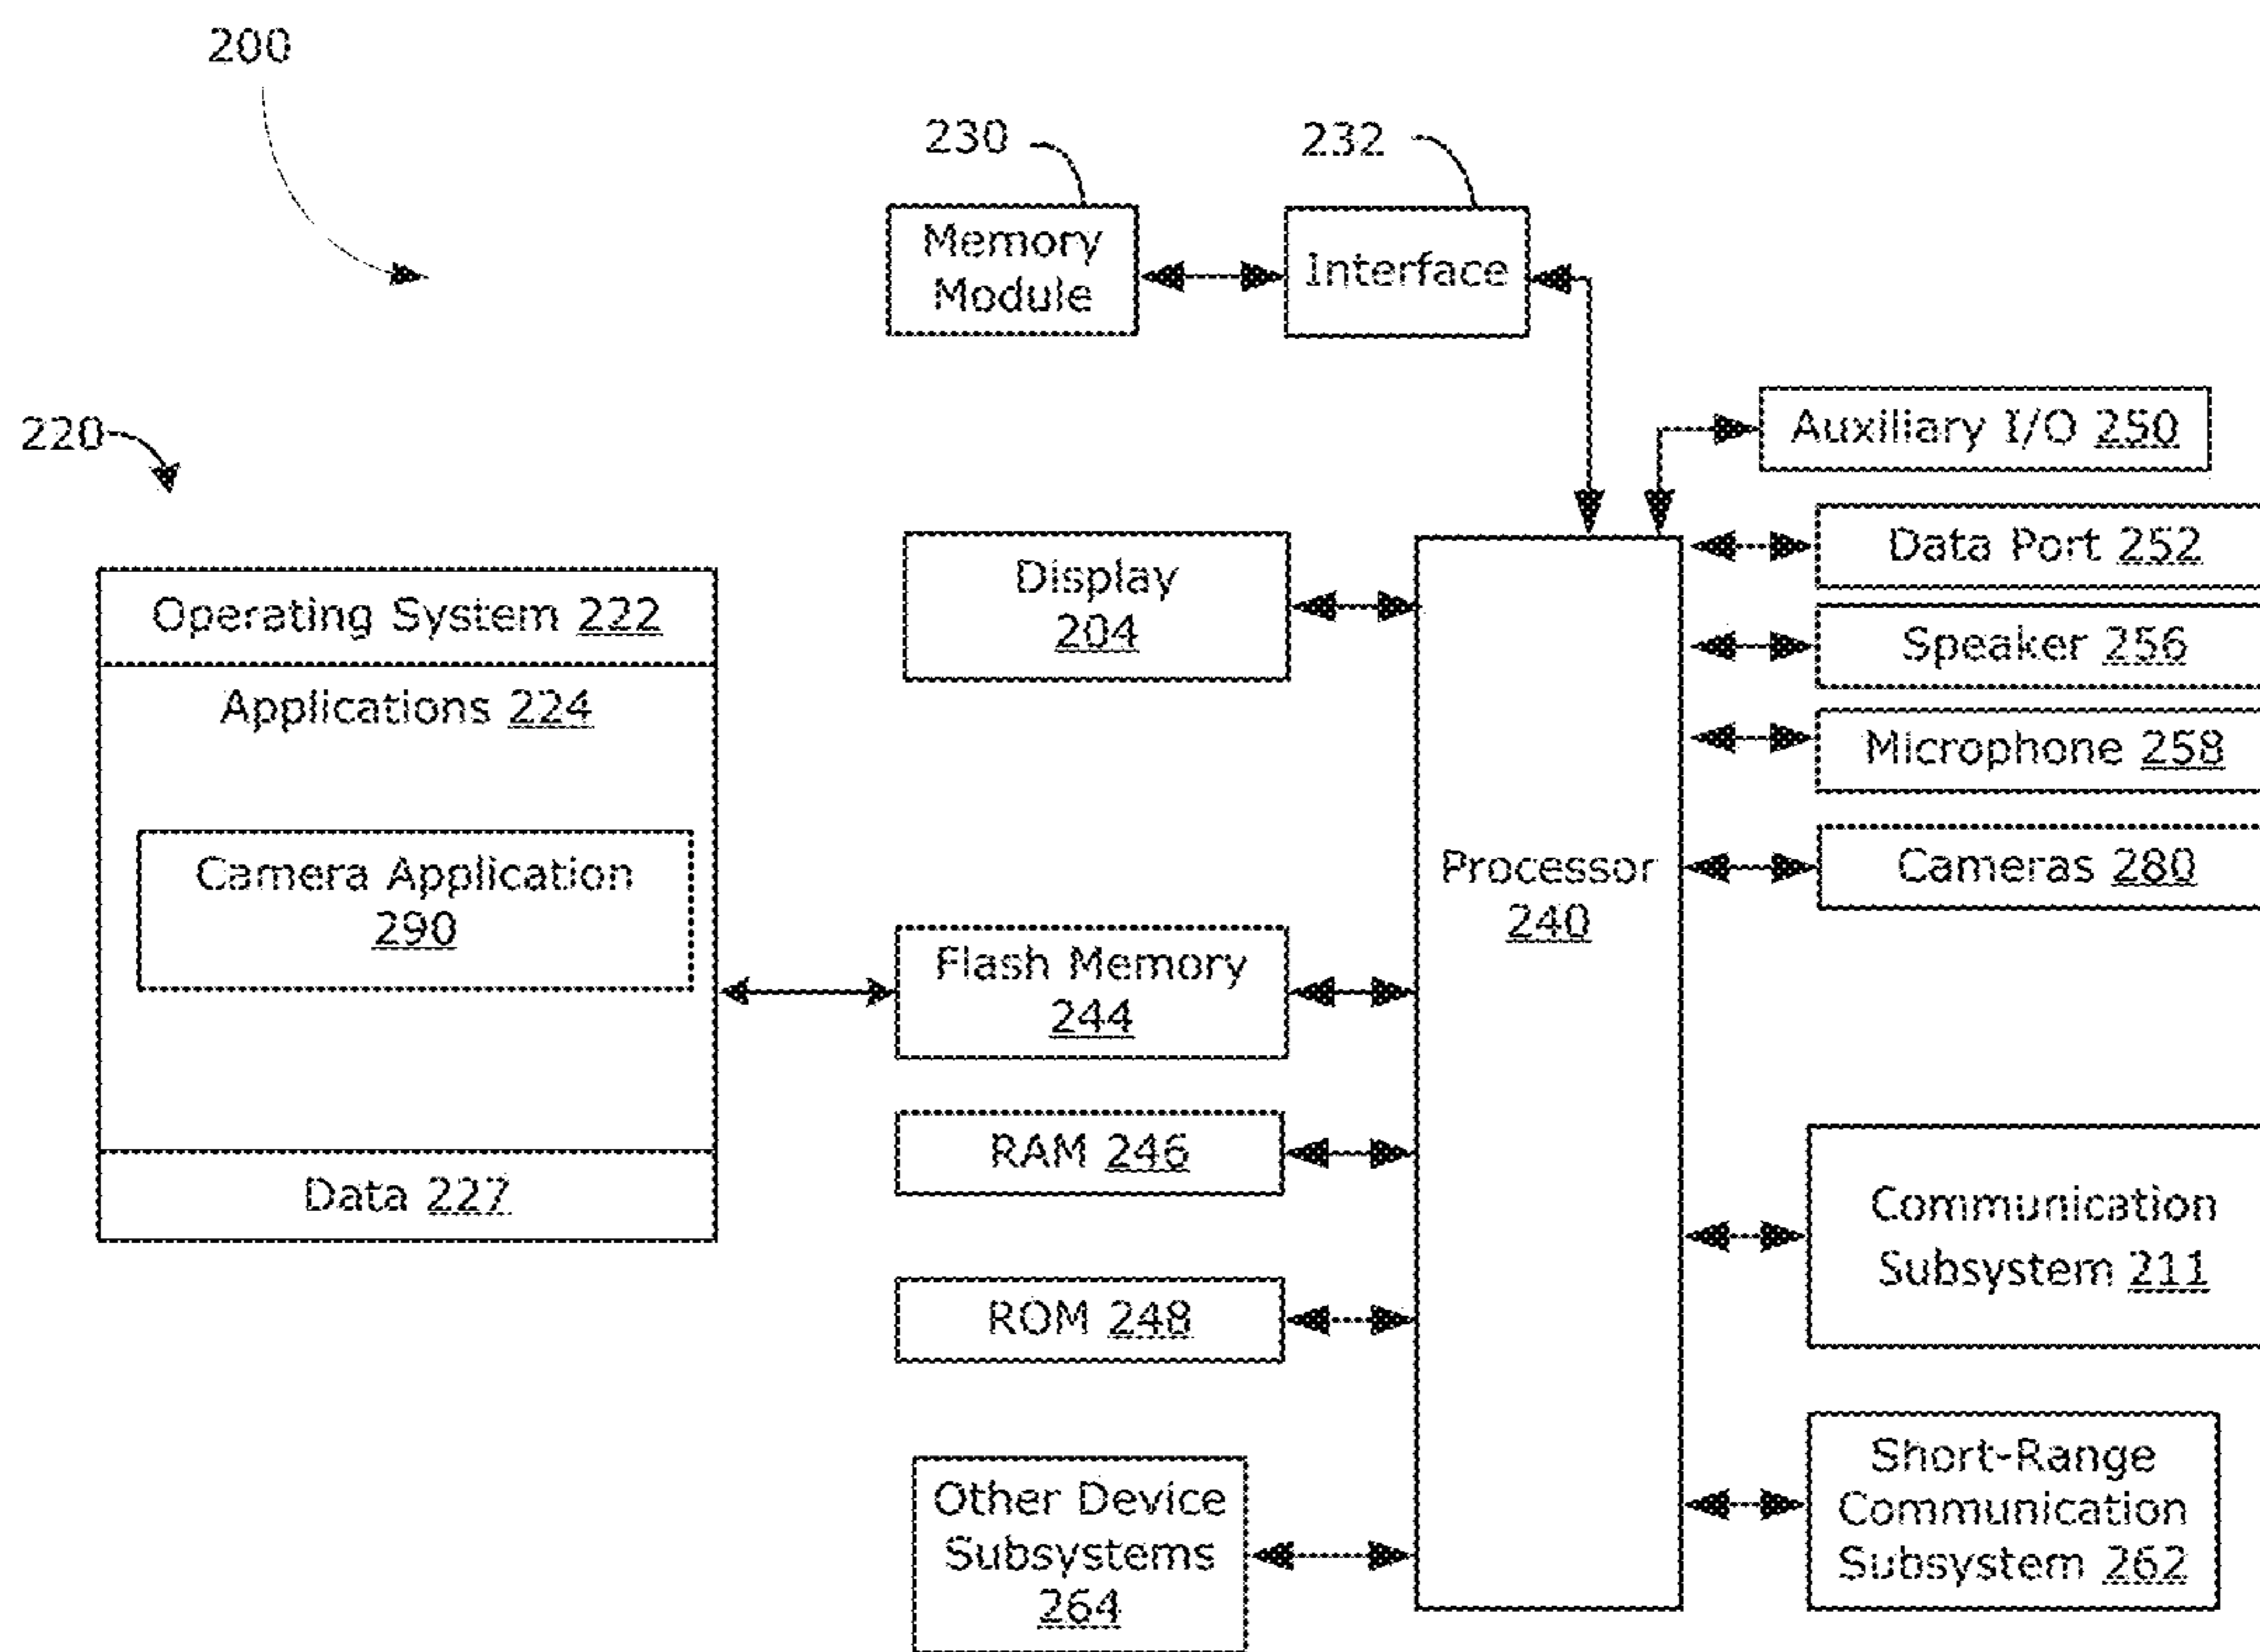 200
230
232
Memory
Module
Interface
220
Auxiliary I/O 250
Data Port 252
Display
204
Operating System 222
Speaker 256
Applications 224
Microphone 258
Camera Application
290
Processor
240
Cameras 280
Flash Memory
244
RAM 246
Data 227
Communication
Subsystem 211
ROM 248
Other Device
Subsystems
264
Short-Range
Communication
Subsystem 262